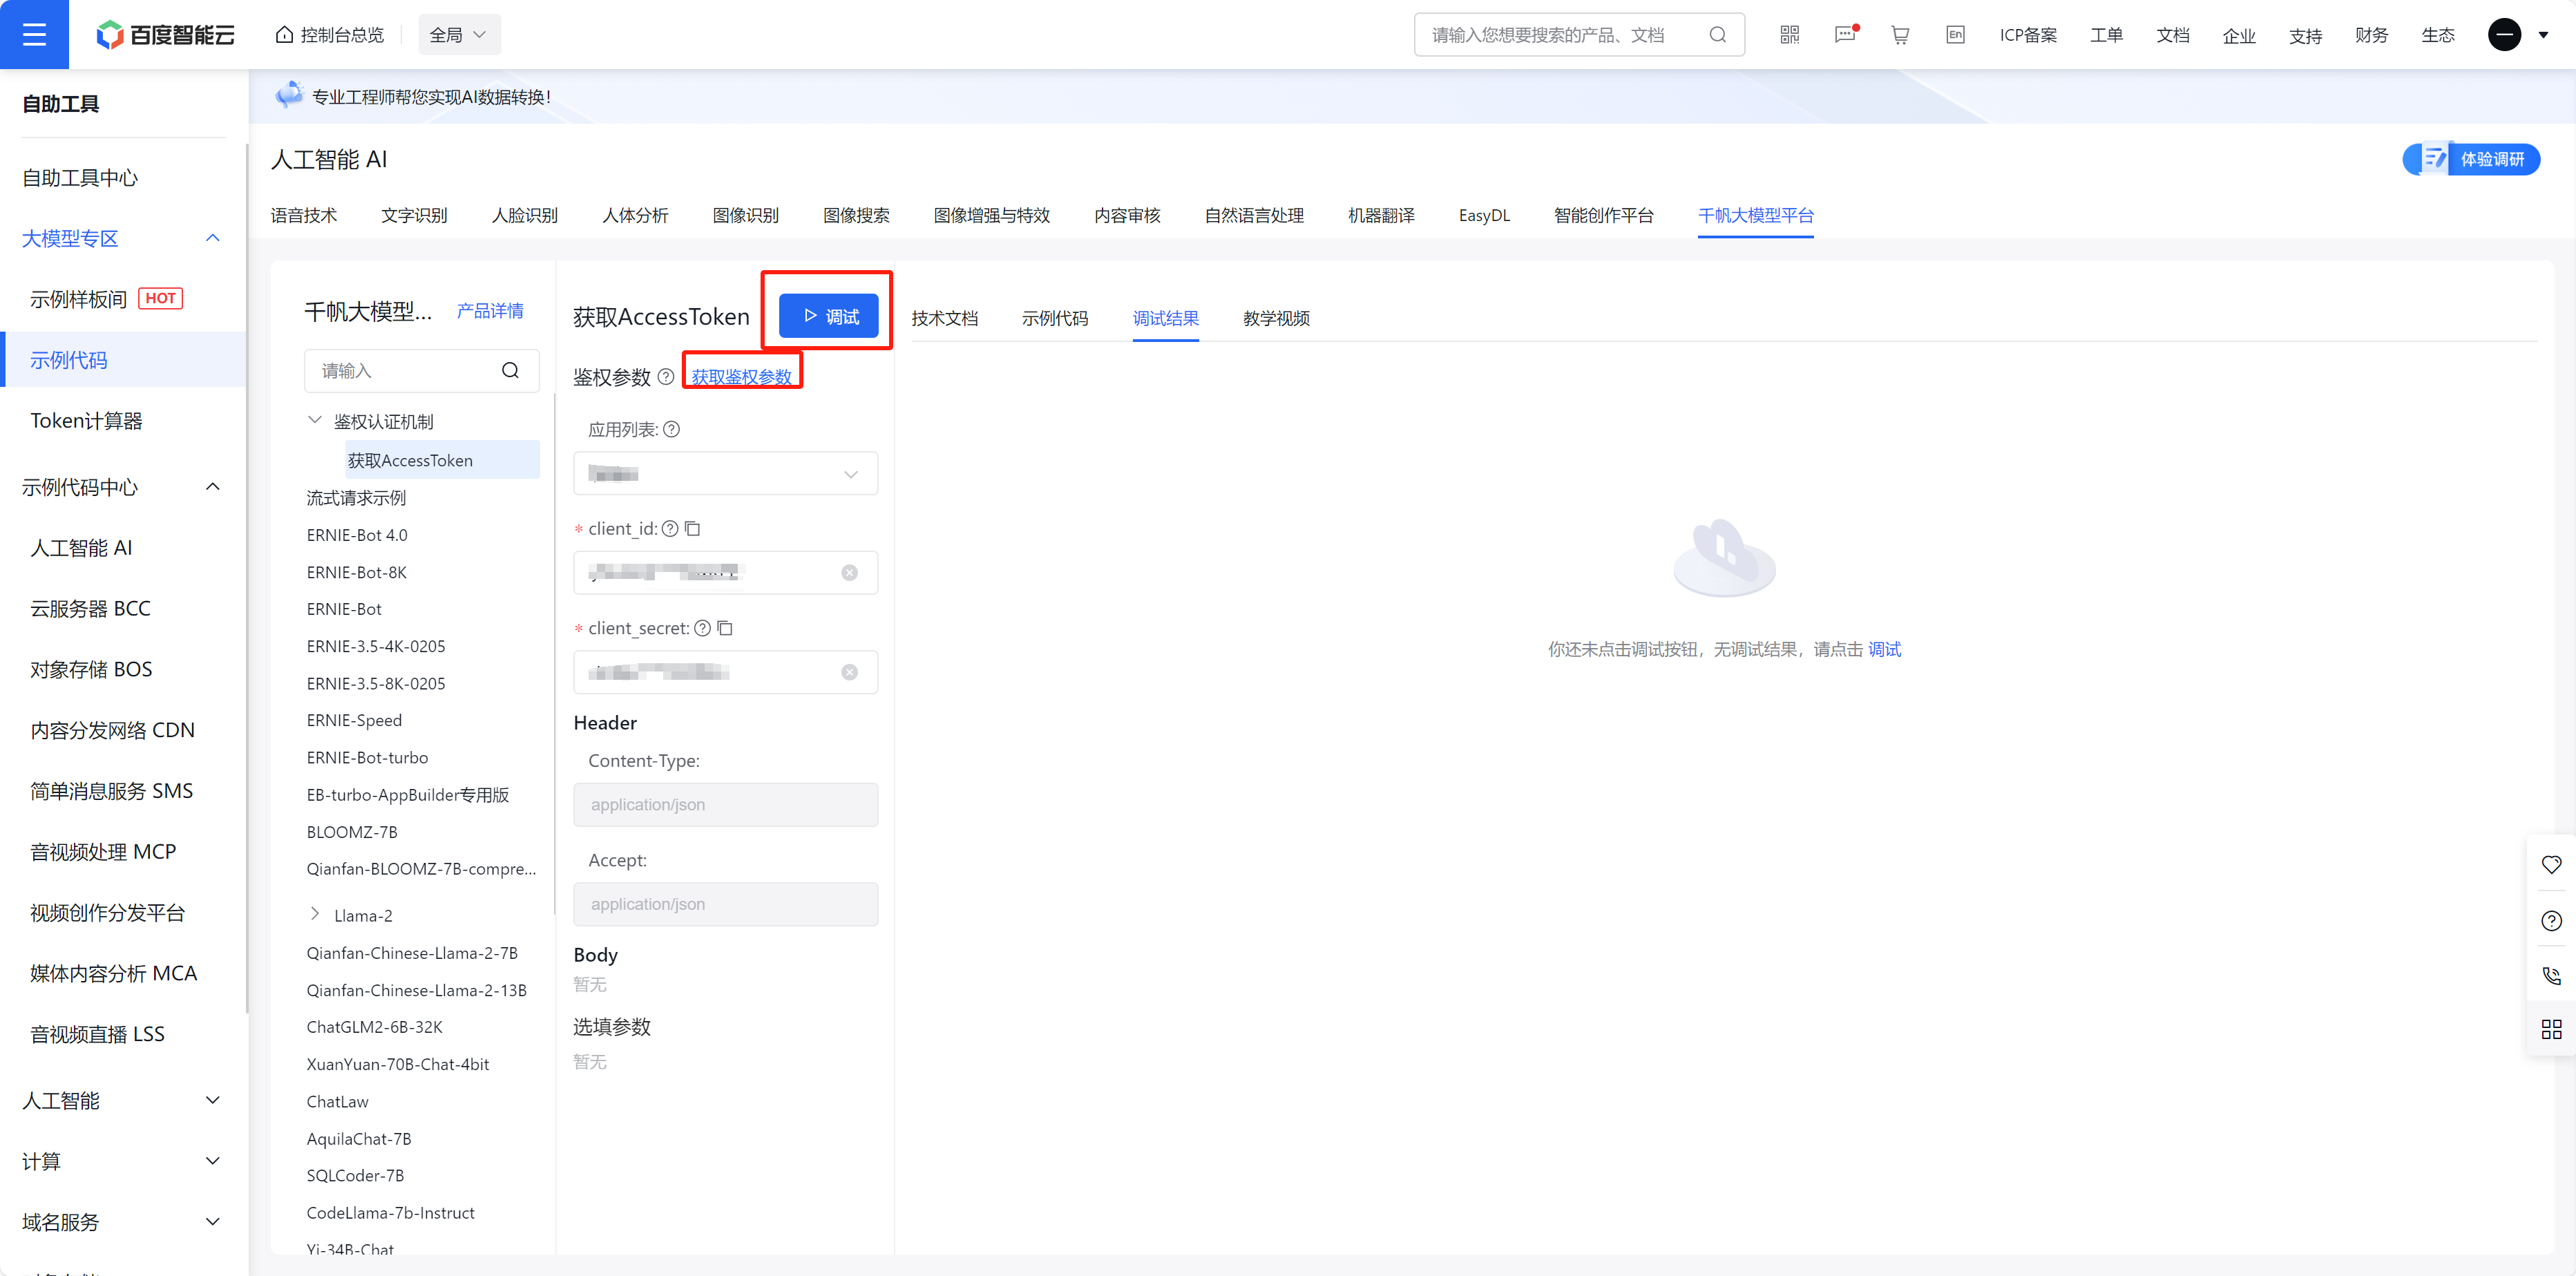 百度智能云
控制台总览
全局
请输入您想要搜索的产品、文档
En
ICP备案
工单
文档
企业
支持
财务
生态
自助工具
自助工具中心
大模型专区
示例样板间 HOT
示例代码
Token计算器
示例代码中心
人工智能 AI
云服务器 BCC
对象存储 BOS
内容分发网络 CDN
简单消息服务 SMS
音视频处理 MCP
视频创作分发平台
媒体内容分析 MCA
音视频直播 LSS
人工智能
计算
域名服务
专业工程师帮您实现AI数据转换!
人工智能 AI
体验调研
语音技术
文字识别
人脸识别
人体分析
图像识别
图像搜索
图像增强与特效
内容审核
自然语言处理
机器翻译
EasyDL
智能创作平台
千帆大模型平台
千帆大模型...
产品详情
请输入
鉴权认证机制
获取AccessToken
流式请求示例
ERNIE-Bot 4.0
ERNIE-Bot-8K
ERNIE-Bot
ERNIE-3.5-4K-0205
ERNIE-3.5-8K-0205
ERNIE-Speed
ERNIE-Bot-turbo
EB-turbo-AppBuilder专用版
BLOOMZ-7B
Qianfan-BLOOMZ-7B-compre...
Llama-2
Qianfan-Chinese-Llama-2-7B
Qianfan-Chinese-Llama-2-13B
ChatGLM2-6B-32K
XuanYuan-70B-Chat-4bit
ChatLaw
AquilaChat-7B
SQLCoder-7B
CodeLlama-7b-Instruct
Yi-34B-Chat
获取AccessToken
调试
鉴权参数
获取鉴权参数
应用列表:
* client_id:
* client_secret:
Header
Content-Type:
application/json
Accept:
application/json
Body
暂无
选填参数
暂无
技术文档
示例代码
调试结果
教学视频
你还未点击调试按钮，无调试结果，请点击 调试